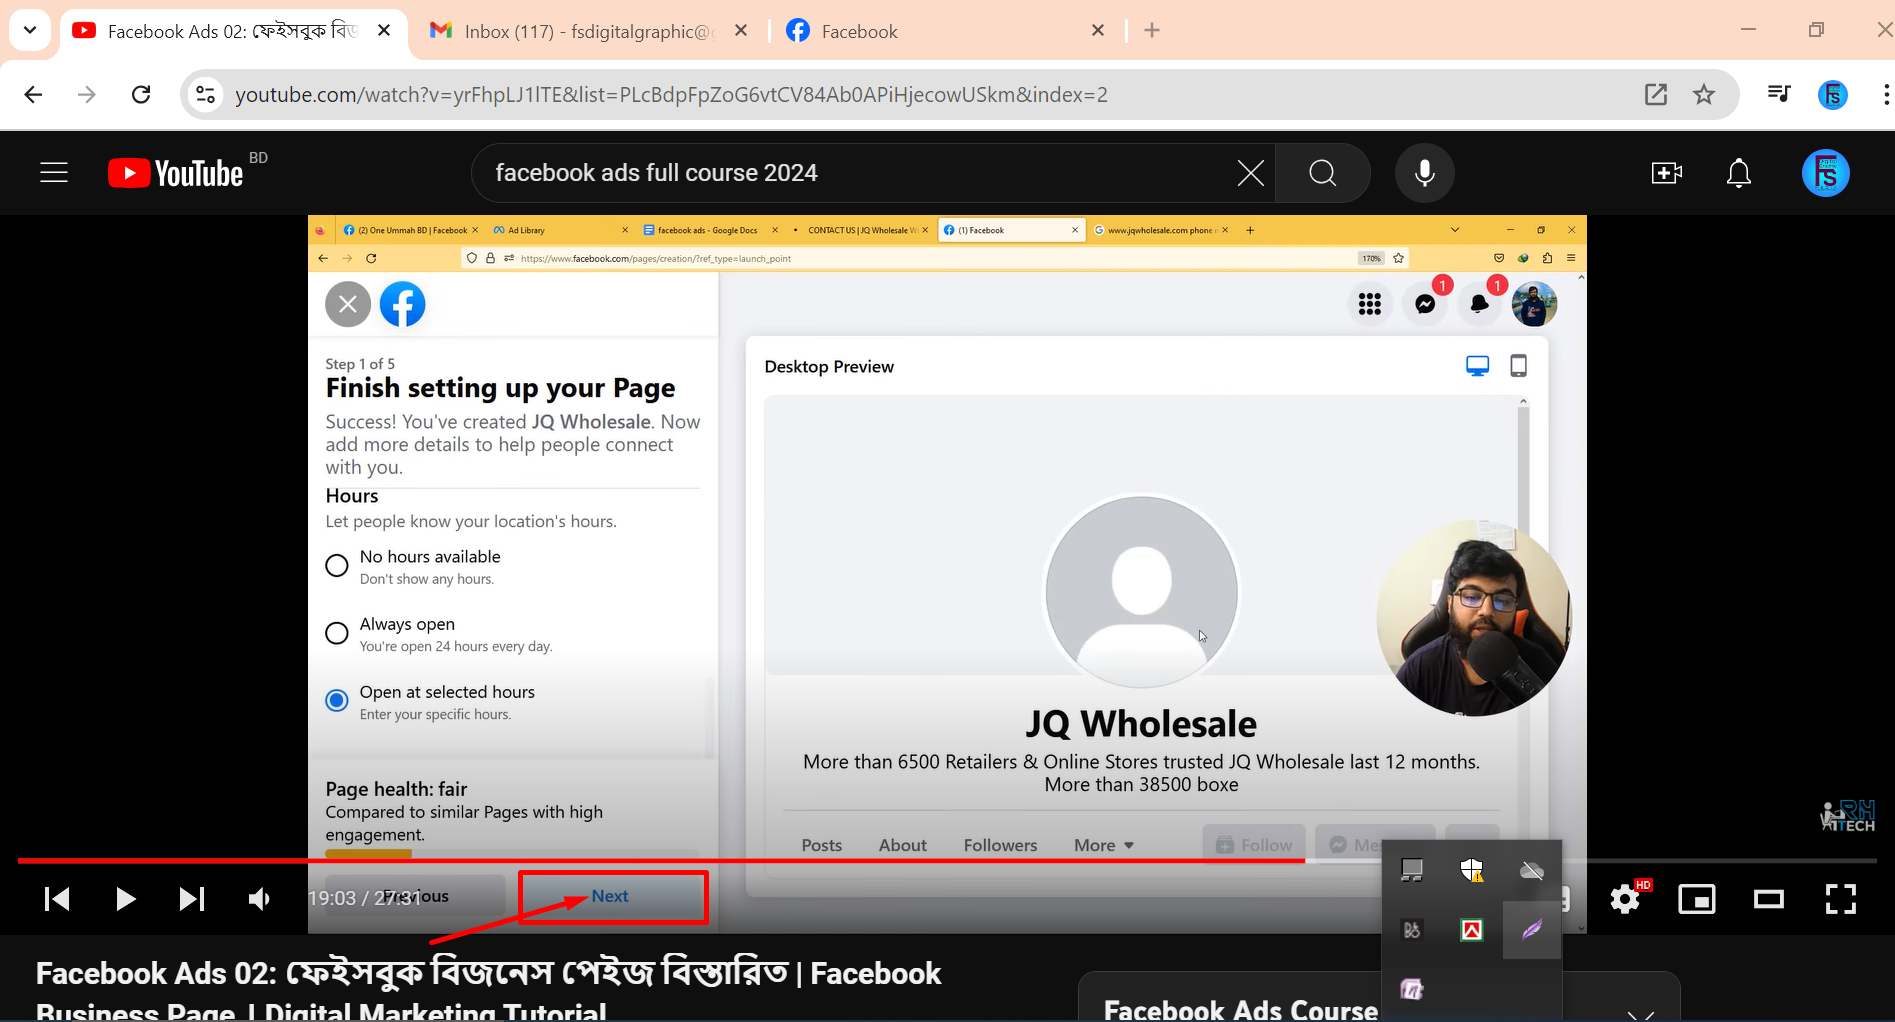 Facebook Ads 02: ফেইসবুক বিজ
Inbox (117) - fsdigitalgraphic@g
Facebook
youtube.com/watch?v=yrFhpLJ1lTE&list=PLcBdpFpZoG6vtCV84Ab0APiHjecowUSkm&index=2
YouTube BD
facebook ads full course 2024
(2) One Ummah BD | Facebook
Ad Library
facebook ads - Google Docs
CONTACT US | JQ Wholesale W
(1) Facebook
www.jqwholesale.com phone n
https://www.facebook.com/pages/creation/?ref_type=launch_point
170%
1
1
Step 1 of 5
Finish setting up your Page
Success! You've created JQ Wholesale. Now
add more details to help people connect
with you.
Hours
Let people know your location's hours.
No hours available
Don't show any hours.
Always open
You're open 24 hours every day.
Open at selected hours
Enter your specific hours.
Page health: fair
Compared to similar Pages with high
engagement.
Previous
Next
Desktop Preview
JQ Wholesale
More than 6500 Retailers & Online Stores trusted JQ Wholesale last 12 months.
More than 38500 boxe
Posts
About
Followers
More
Follow
Mes
RH
ITECH
19:03 / 27:31
HD
Facebook Ads 02: ফেইসবুক বিজনেস পেইজ বিস্তারিত | Facebook
Business Page | Digital Marketing Tutorial
Facebook Ads Course